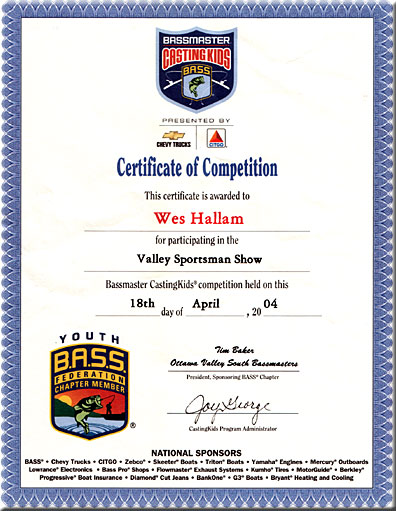 BASSMASTER
CASTINGKIDS
BASS
PRESENTED BY
CHEVY TRUCKS CITGO
Certificate of Competition
This certificate is awarded to
Wes Hallam
for participating in the
Valley Sportsman Show
Bassmaster CastingKids® competition held on this
18th day of April, 2004
YOUTH
B.A.S.S.
FEDERATION
CHAPTER MEMBER
®
Tim Baker
Ottawa Valley South Bassmasters
President, Sponsoring BASS® Chapter
Joy George
CastingKids Program Administrator
NATIONAL SPONSORS
BASS® • Chevy Trucks • CITGO • Zebco® • Skeeter® Boats • Triton® Boats • Yamaha® Engines • Mercury® Outboards
Lowrance® Electronics • Bass Pro® Shops • Flowmaster® Exhaust Systems • Kumho® Tires • MotorGuide® • Berkley®
Progressive® Boat Insurance • Diamond® Cut Jeans • BankOne® • G3® Boats • Bryant® Heating and Cooling